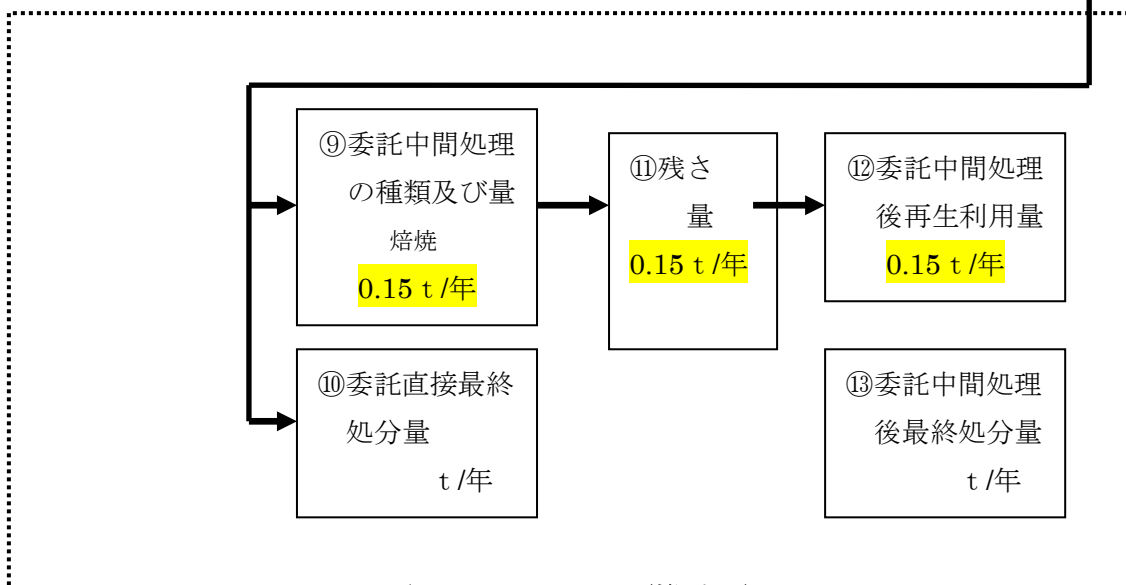 ⑨委託中間処理
の種類及び量
焙焼
0.15 t /年
⑪残さ
量
0.15 t /年
⑫委託中間処理
後再生利用量
0.15 t /年
⑩委託直接最終
処分量
t /年
⑬委託中間処理
後最終処分量
t /年